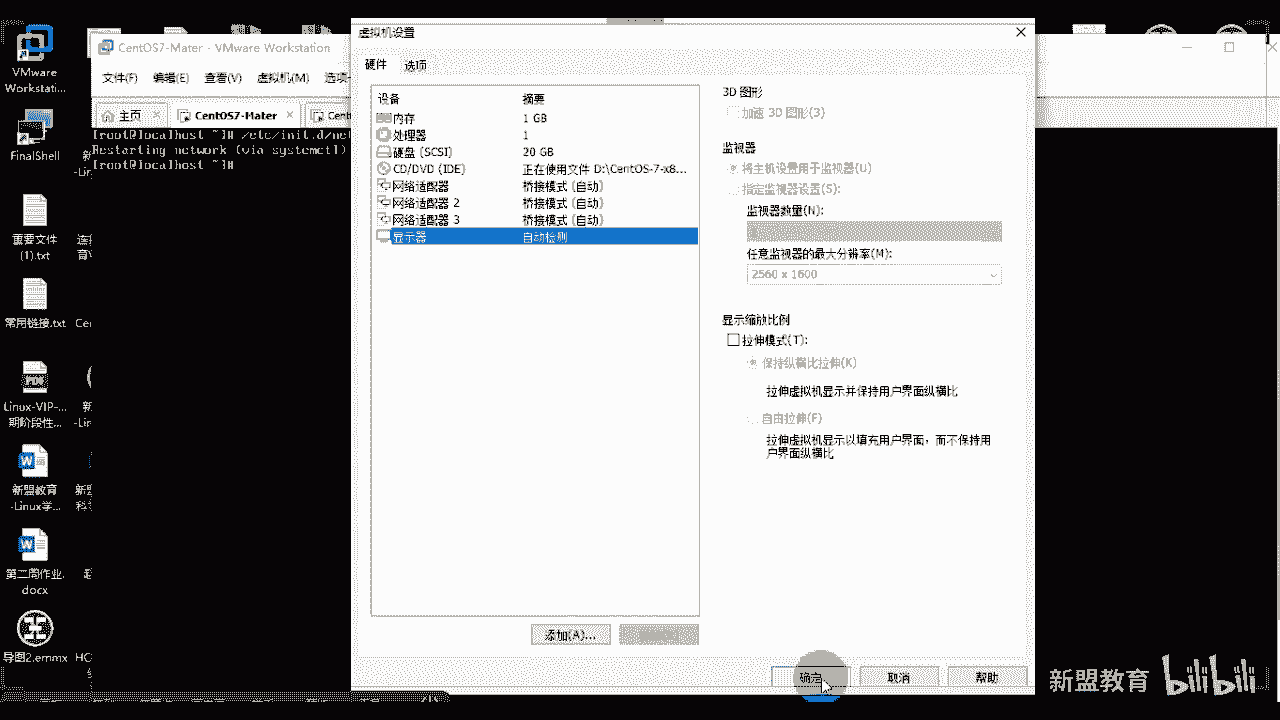 虚拟机设置
硬件 选项
设备 摘要
内存 1 GB
处理器 1
硬盘 (SCSI) 20 GB
CD/DVD (IDE) 正在使用文件 D:\CentOS-7-x8...
网络适配器 桥接模式 (自动)
网络适配器 2 桥接模式 (自动)
网络适配器 3 桥接模式 (自动)
显示器 自动检测
添加(A)...
3D 图形
加速 3D 图形(3)
监视器
将主机设置用于监视器(U)
指定监视器设置(S):
监视器数量(N):
任意监视器的最大分辨率(M):
2560 x 1600
显示缩放比例
拉伸模式(T):
保持纵横比拉伸(K)
拉伸虚拟机显示并保持用户界面纵横比
自由拉伸(F)
拉伸虚拟机显示以填充用户界面，而不保持用
户界面纵横比
确定 取消 帮助
CentOS7-Mater - VMware Workstation
文件(F) 编辑(E) 查看(V) 虚拟机(M) 选项
主页 CentOS7-Mater Cent
[root@localhost ~]# /etc/init.d/net
Restarting network (via systemctl)
[root@localhost ~]#
VMware
Workstati...
FinalShell
重要文件
(1).txt
常用链接.txt
Linux-VIP-...
期阶段性...
新盟教育
-Linux学...
第二周作业.
docx
导图2.emmx
新盟教育 bilibili